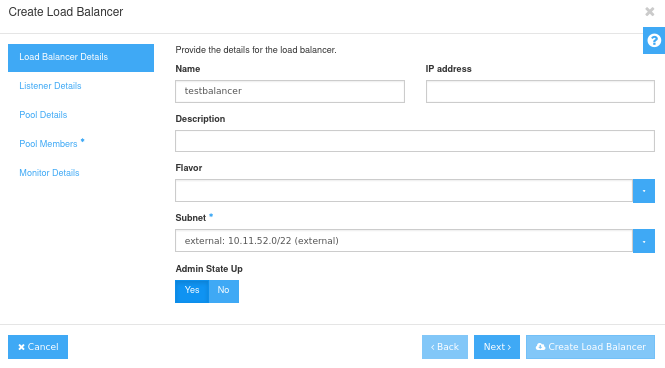 Create Load Balancer
Load Balancer Details
Listener Details
Pool Details
Pool Members *
Monitor Details
Provide the details for the load balancer.
Name
testbalancer
IP address
Description
Flavor
Subnet *
external: 10.11.52.0/22 (external)
Admin State Up
Yes No
Cancel
‹ Back
Next ›
Create Load Balancer